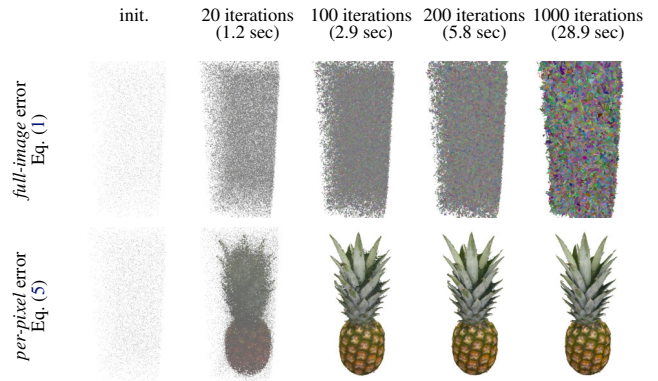 init.
20 iterations
(1.2 sec)
100 iterations
(2.9 sec)
200 iterations
(5.8 sec)
1000 iterations
(28.9 sec)
full-image error
Eq. (1)
per-pixel error
Eq. (5)